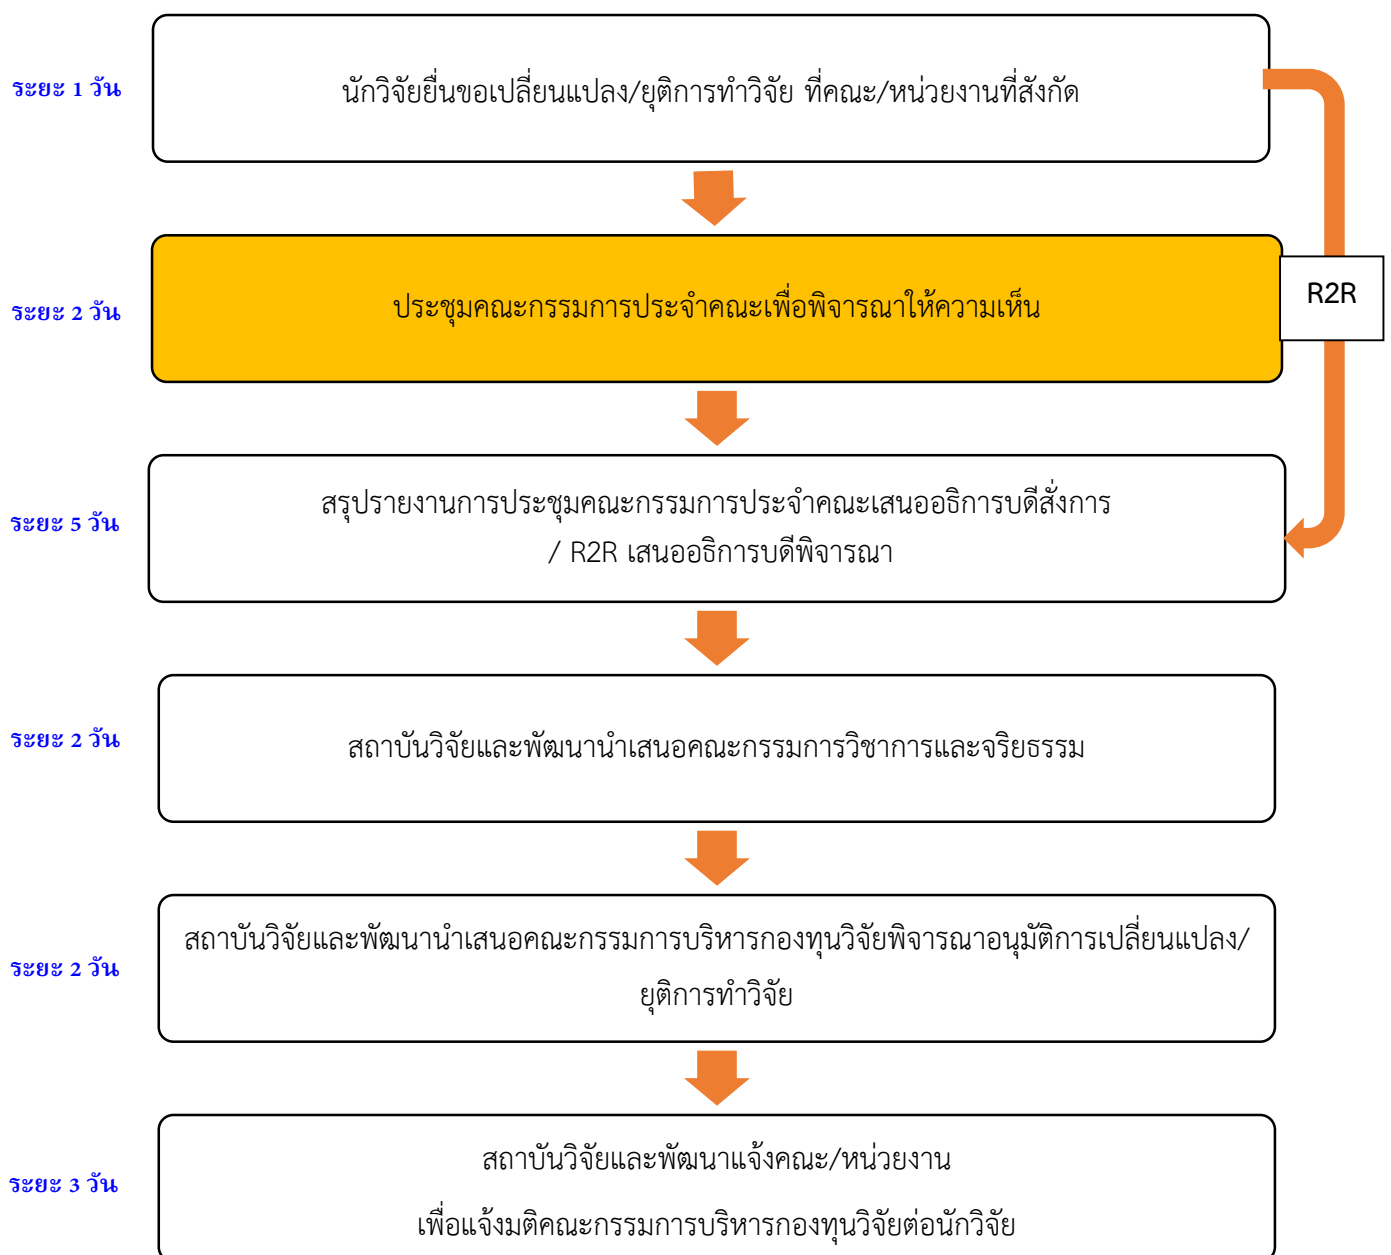 ระยะ 1 วัน
นักวิจัยยื่นขอเปลี่ยนแปลง/ยุติการทำวิจัย ที่คณะ/หน่วยงานที่สังกัด
ระยะ 2 วัน
ประชุมคณะกรรมการประจำคณะเพื่อพิจารณาให้ความเห็น
R2R
ระยะ 5 วัน
สรุปรายงานการประชุมคณะกรรมการประจำคณะเสนออธิการบดีสั่งการ
/ R2R เสนออธิการบดีพิจารณา
ระยะ 2 วัน
สถาบันวิจัยและพัฒนานำเสนอคณะกรรมการวิชาการและจริยธรรม
ระยะ 2 วัน
สถาบันวิจัยและพัฒนานำเสนอคณะกรรมการบริหารกองทุนวิจัยพิจารณาอนุมัติการเปลี่ยนแปลง/
ยุติการทำวิจัย
ระยะ 3 วัน
สถาบันวิจัยและพัฒนาแจ้งคณะ/หน่วยงาน
เพื่อแจ้งมติคณะกรรมการบริหารกองทุนวิจัยต่อนักวิจัย